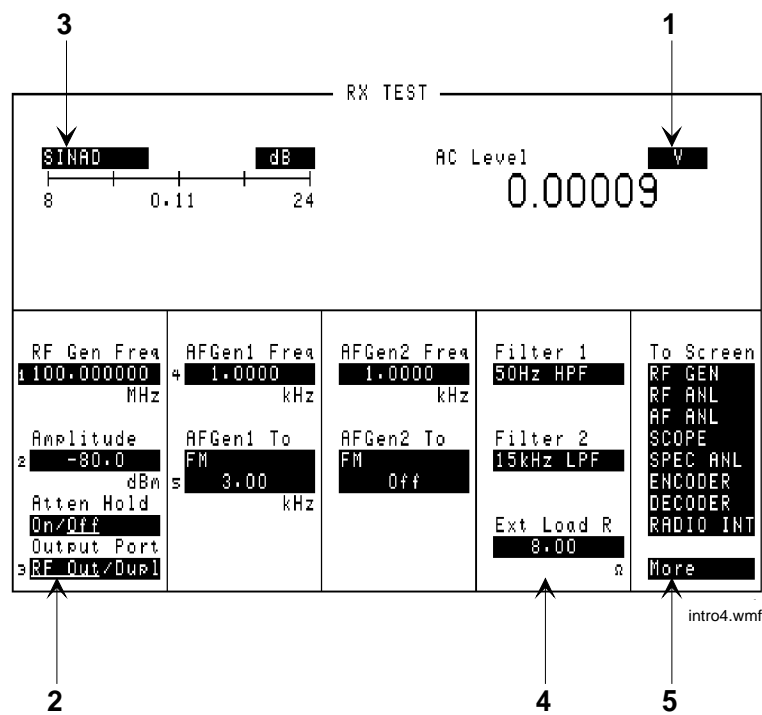 3
1
RX TEST
SINAD dB
AC Level V
0.00009
8 0.11 24
RF Gen Freq
1 100.000000
MHz
Amplitude
2 -80.0
dBm
Atten Hold
On/Off
Output Port
3 RF Out/Dupl
AFGen1 Freq
4 1.0000
kHz
AFGen1 To
FM
5 3.00
kHz
AFGen2 Freq
1.0000
kHz
AFGen2 To
FM
Off
Filter 1
50Hz HPF
Filter 2
15kHz LPF
Ext Load R
8.00
Ω
To Screen
RF GEN
RF ANL
AF ANL
SCOPE
SPEC ANL
ENCODER
DECODER
RADIO INT
More
intro4.wmf
2
4
5